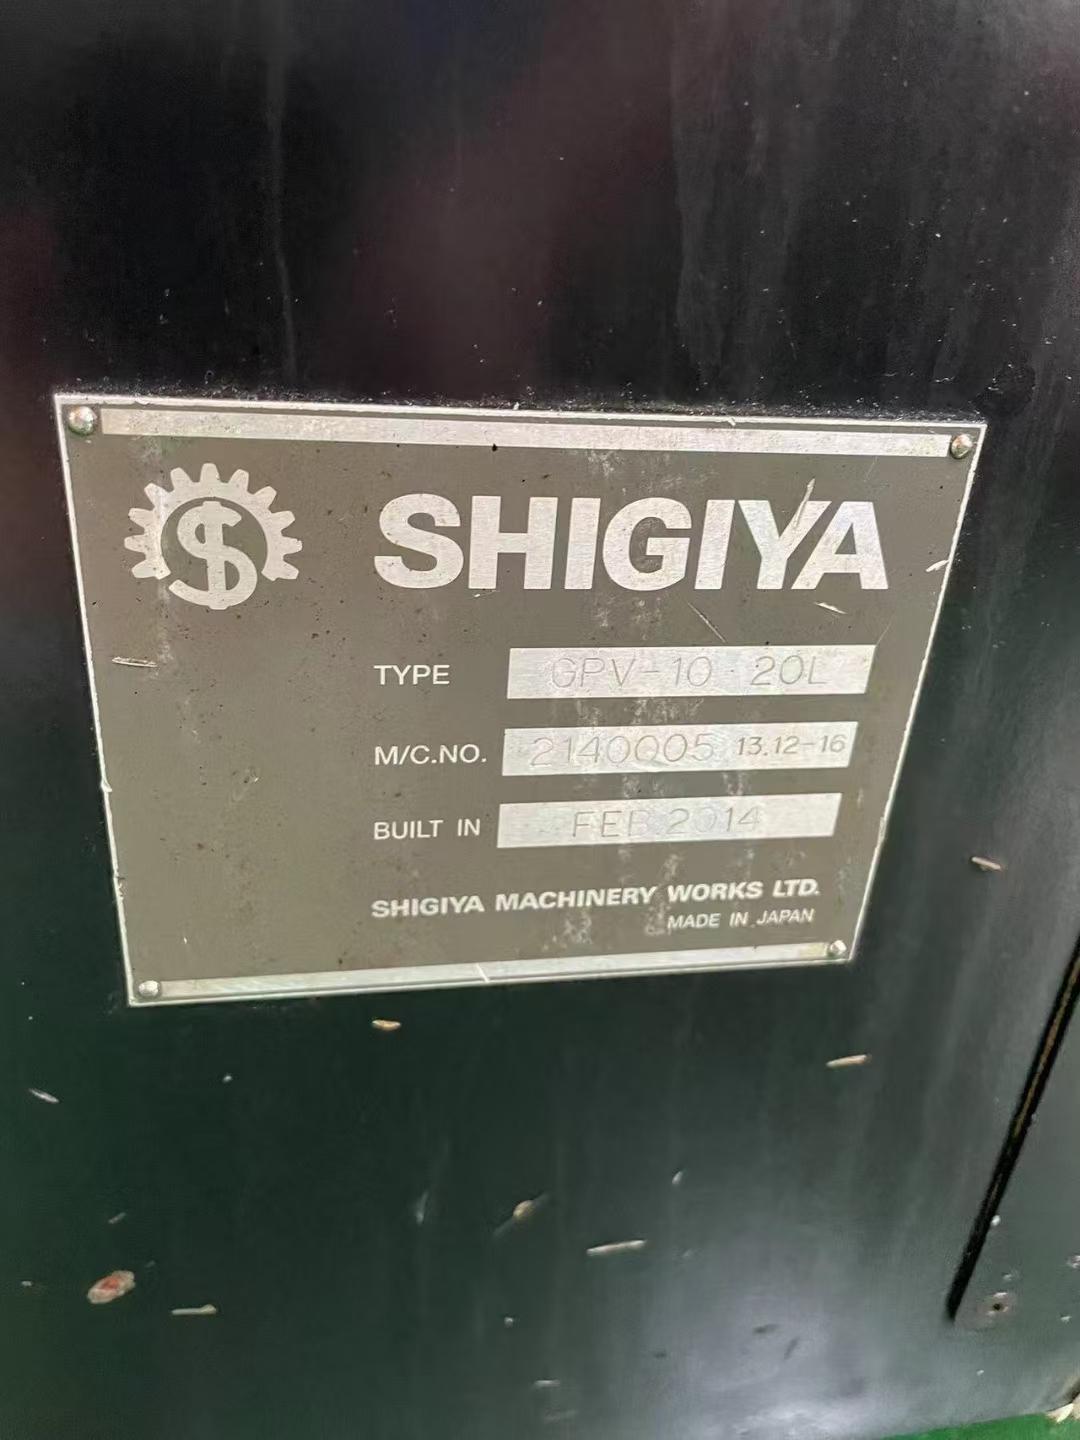 SHIGIYA
TYPE GPV-10 · 20L
M/C.NO. 2140005 13.12-16
BUILT IN FEB.2014
SHIGIYA MACHINERY WORKS LTD.
MADE IN JAPAN